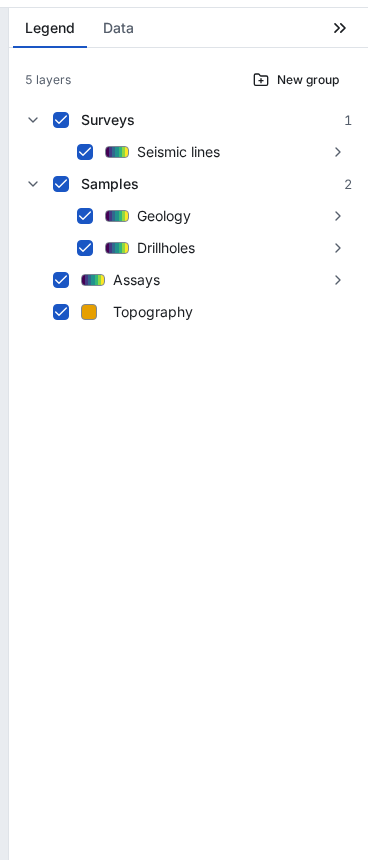 Legend Data
5 layers New group
Surveys 1
Seismic lines
Samples 2
Geology
Drillholes
Assays
Topography